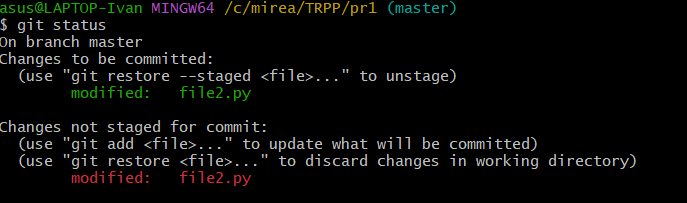 asus@LAPTOP-Ivan MINGW64 /c/mirea/TRPP/pr1 (master)
$ git status
On branch master
Changes to be committed:
  (use "git restore --staged <file>..." to unstage)
        modified:   file2.py

Changes not staged for commit:
  (use "git add <file>..." to update what will be committed)
  (use "git restore <file>..." to discard changes in working directory)
        modified:   file2.py